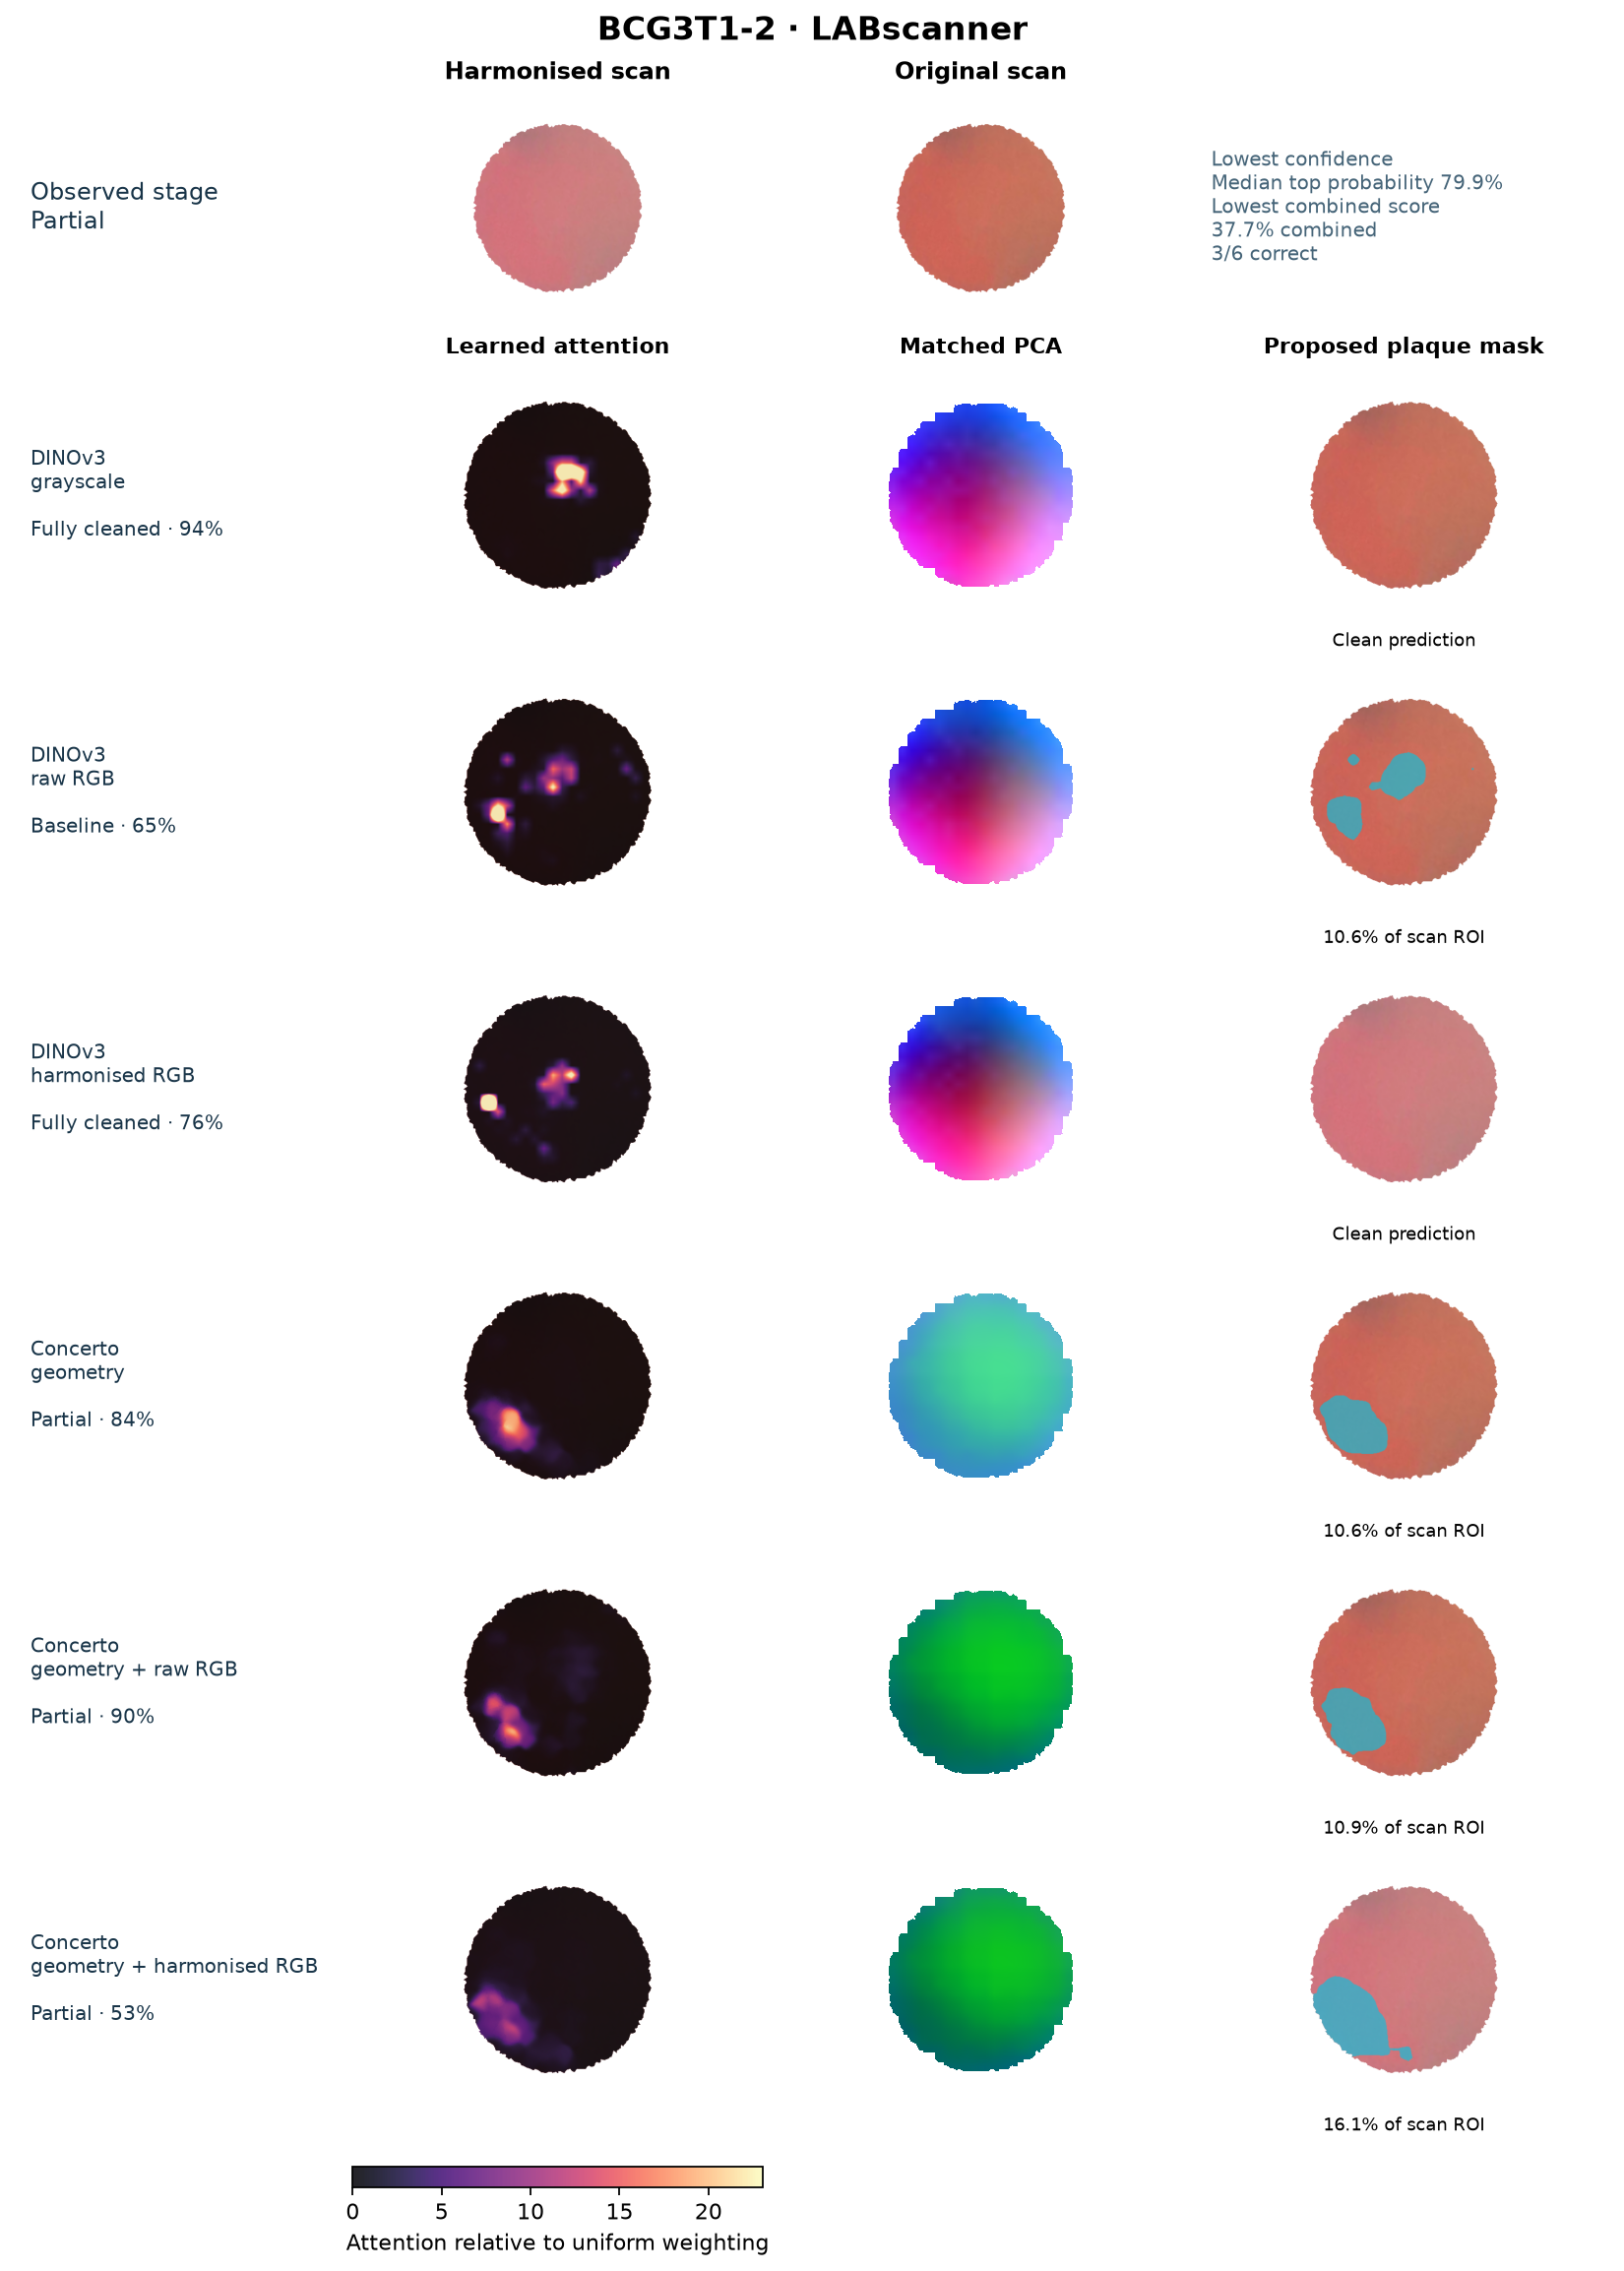 BCG3T1-2 · LABscanner
Harmonised scan
Original scan
Observed stage
Partial
Lowest confidence
Median top probability 79.9%
Lowest combined score
37.7% combined
3/6 correct
Learned attention
Matched PCA
Proposed plaque mask
DINOv3
grayscale
Fully cleaned · 94%
Clean prediction
DINOv3
raw RGB
Baseline · 65%
10.6% of scan ROI
DINOv3
harmonised RGB
Fully cleaned · 76%
Clean prediction
Concerto
geometry
Partial · 84%
10.6% of scan ROI
Concerto
geometry + raw RGB
Partial · 90%
10.9% of scan ROI
Concerto
geometry + harmonised RGB
Partial · 53%
16.1% of scan ROI
0 5 10 15 20
Attention relative to uniform weighting